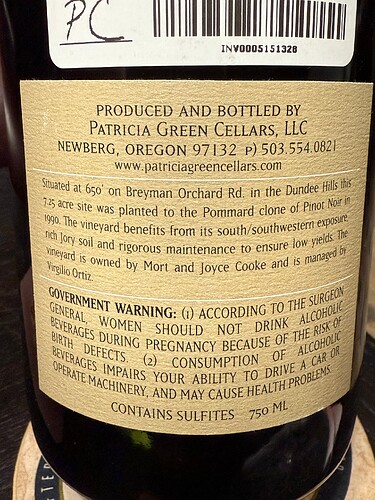 PC
INV0005151328
PRODUCED AND BOTTLED BY
PATRICIA GREEN CELLARS, LLC
NEWBERG, OREGON 97132 P) 503.554.0821
www.patriciagreencellars.com
Situated at 650' on Breyman Orchard Rd. in the Dundee Hills this
7.25 acre site was planted to the Pommard clone of Pinot Noir in
1990. The vineyard benefits from its south/southwestern exposure,
rich Jory soil and rigorous maintenance to ensure low yields. The
vineyard is owned by Mort and Joyce Cooke and is managed by
Virgilio Ortiz.
GOVERNMENT WARNING: (1) ACCORDING TO THE SURGEON
GENERAL WOMEN SHOULD NOT DRINK ALCOHOLIC
BEVERAGES DURING PREGNANCY BECAUSE OF THE RISK OF
BIRTH DEFECTS. (2) CONSUMPTION OF ALCOHOLIC
BEVERAGES IMPAIRS YOUR ABILITY TO DRIVE A CAR OR
OPERATE MACHINERY, AND MAY CAUSE HEALTH PROBLEMS.
CONTAINS SULFITES 750 ML